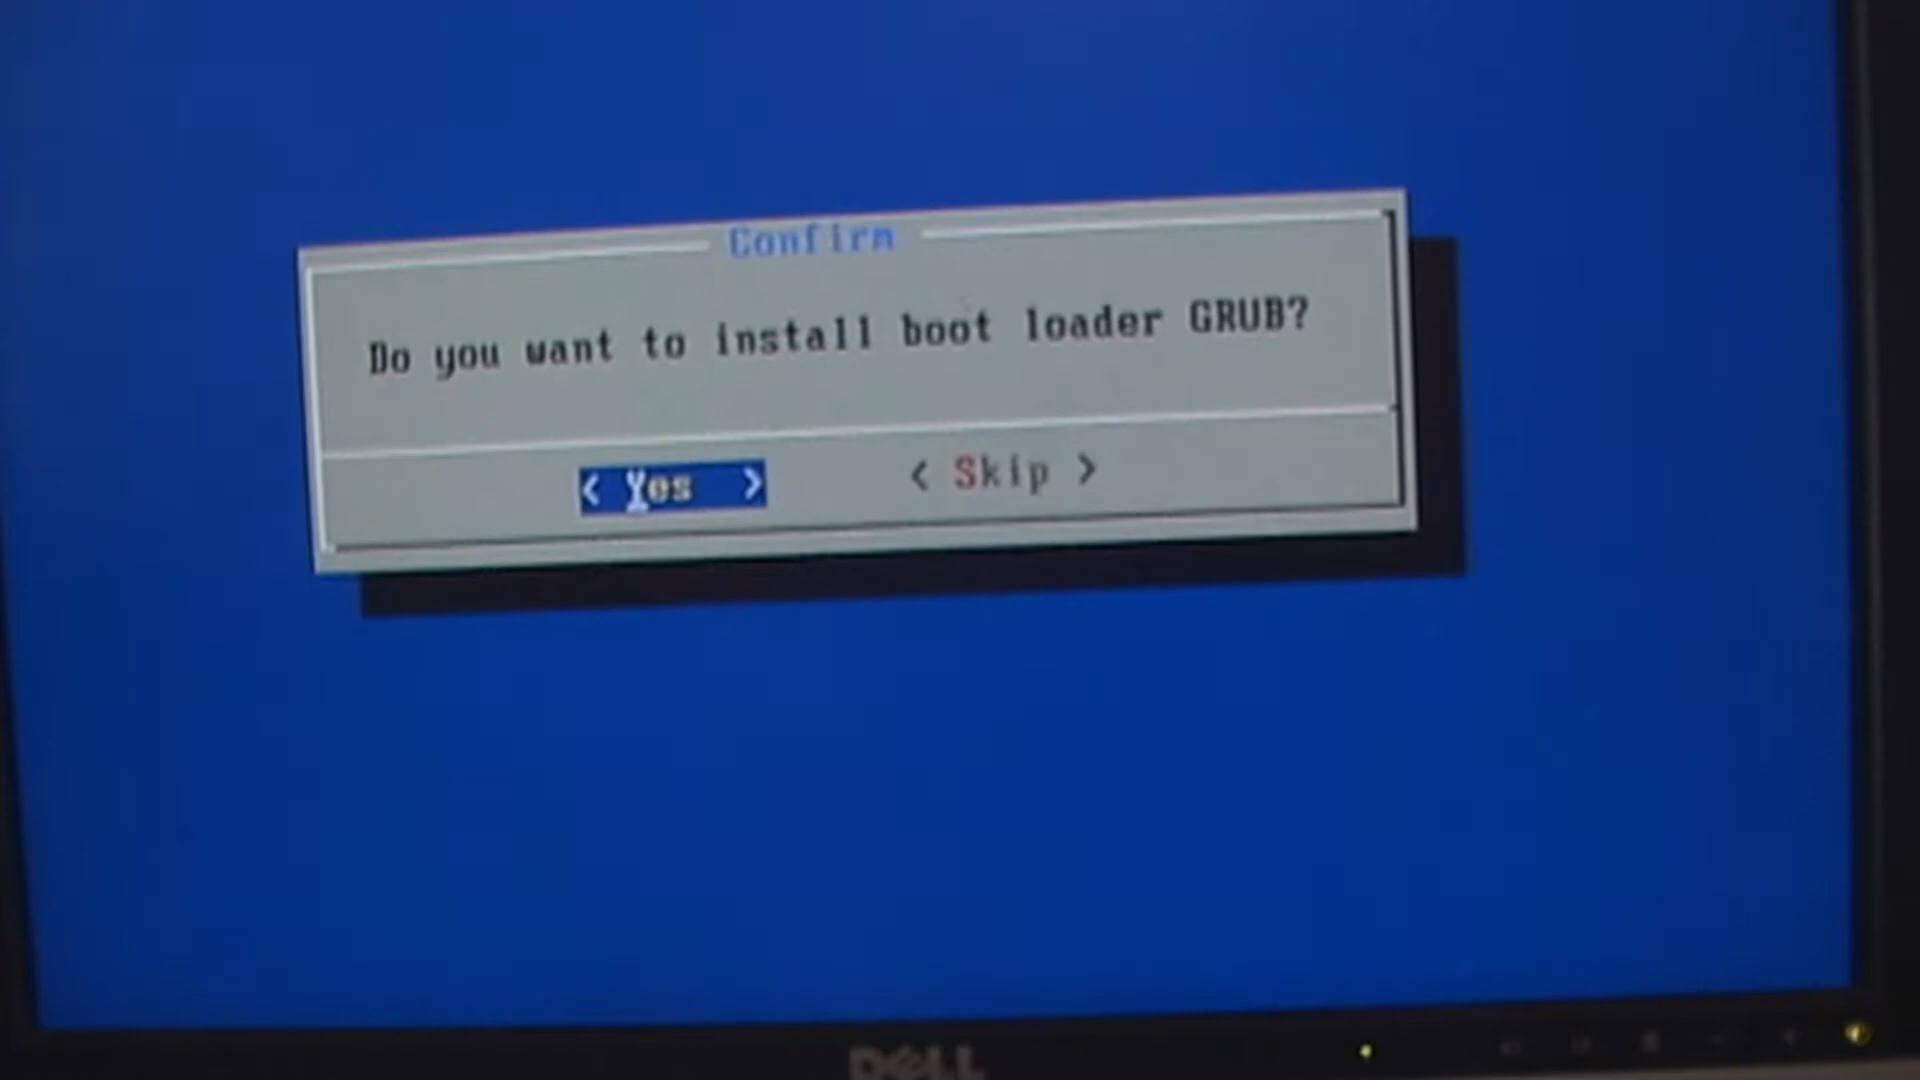 Confirm
Do you want to install boot loader GRUB?
< Yes > < Skip >
DELL